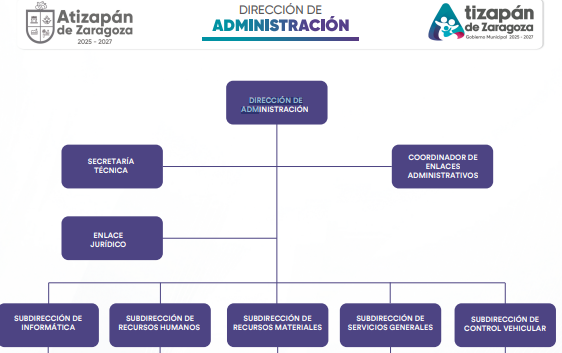 Atizapán
de Zaragoza
2025 - 2027
DIRECCIÓN DE
ADMINISTRACIÓN
tizapán
de Zaragoza
Gobierno Municipal 2025 - 2027
DIRECCIÓN DE
ADMINISTRACIÓN
SECRETARÍA
TÉCNICA
COORDINADOR DE
ENLACES
ADMINISTRATIVOS
ENLACE
JURÍDICO
SUBDIRECCIÓN DE
INFORMÁTICA
SUBDIRECCIÓN DE
RECURSOS HUMANOS
SUBDIRECCIÓN DE
RECURSOS MATERIALES
SUBDIRECCIÓN DE
SERVICIOS GENERALES
SUBDIRECCIÓN DE
CONTROL VEHICULAR